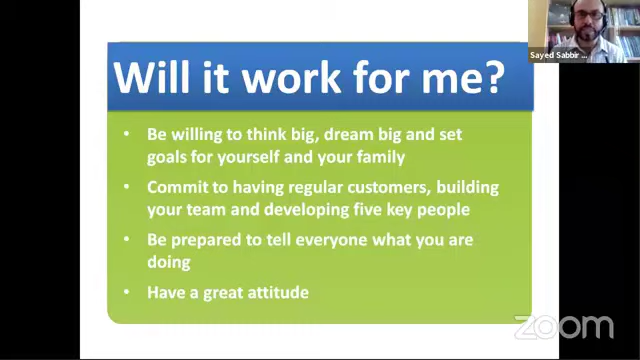 Sayed Sabbir ...
Will it work for me?
• Be willing to think big, dream big and set
goals for yourself and your family
• Commit to having regular customers, building
your team and developing five key people
• Be prepared to tell everyone what you are
doing
• Have a great attitude
zoom